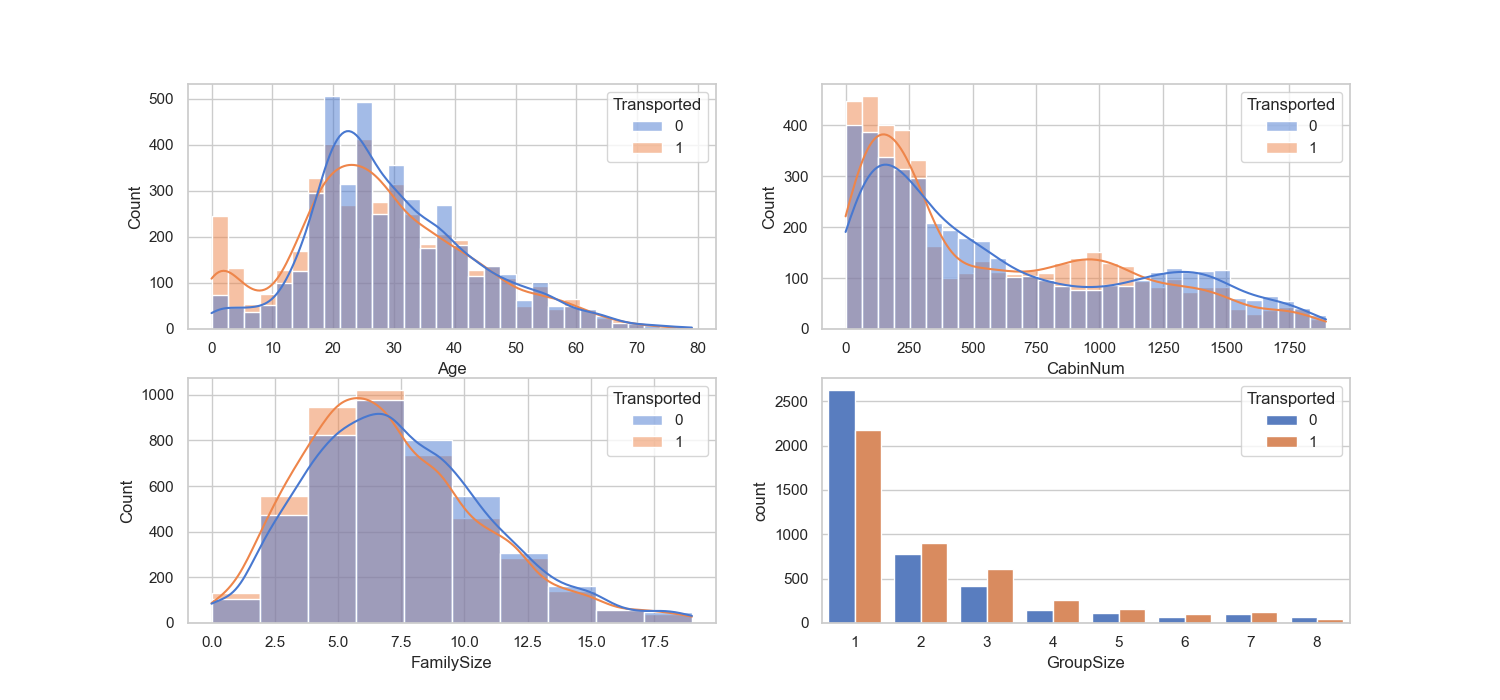 Transported
0
1
500
400
300
200
100
0
Count
0 10 20 30 40 50 60 70 80
Age
Transported
0
1
400
300
200
100
0
Count
0 250 500 750 1000 1250 1500 1750
CabinNum
Transported
0
1
1000
800
600
400
200
0
Count
0.0 2.5 5.0 7.5 10.0 12.5 15.0 17.5
FamilySize
Transported
0
1
2500
2000
1500
1000
500
0
count
1 2 3 4 5 6 7 8
GroupSize